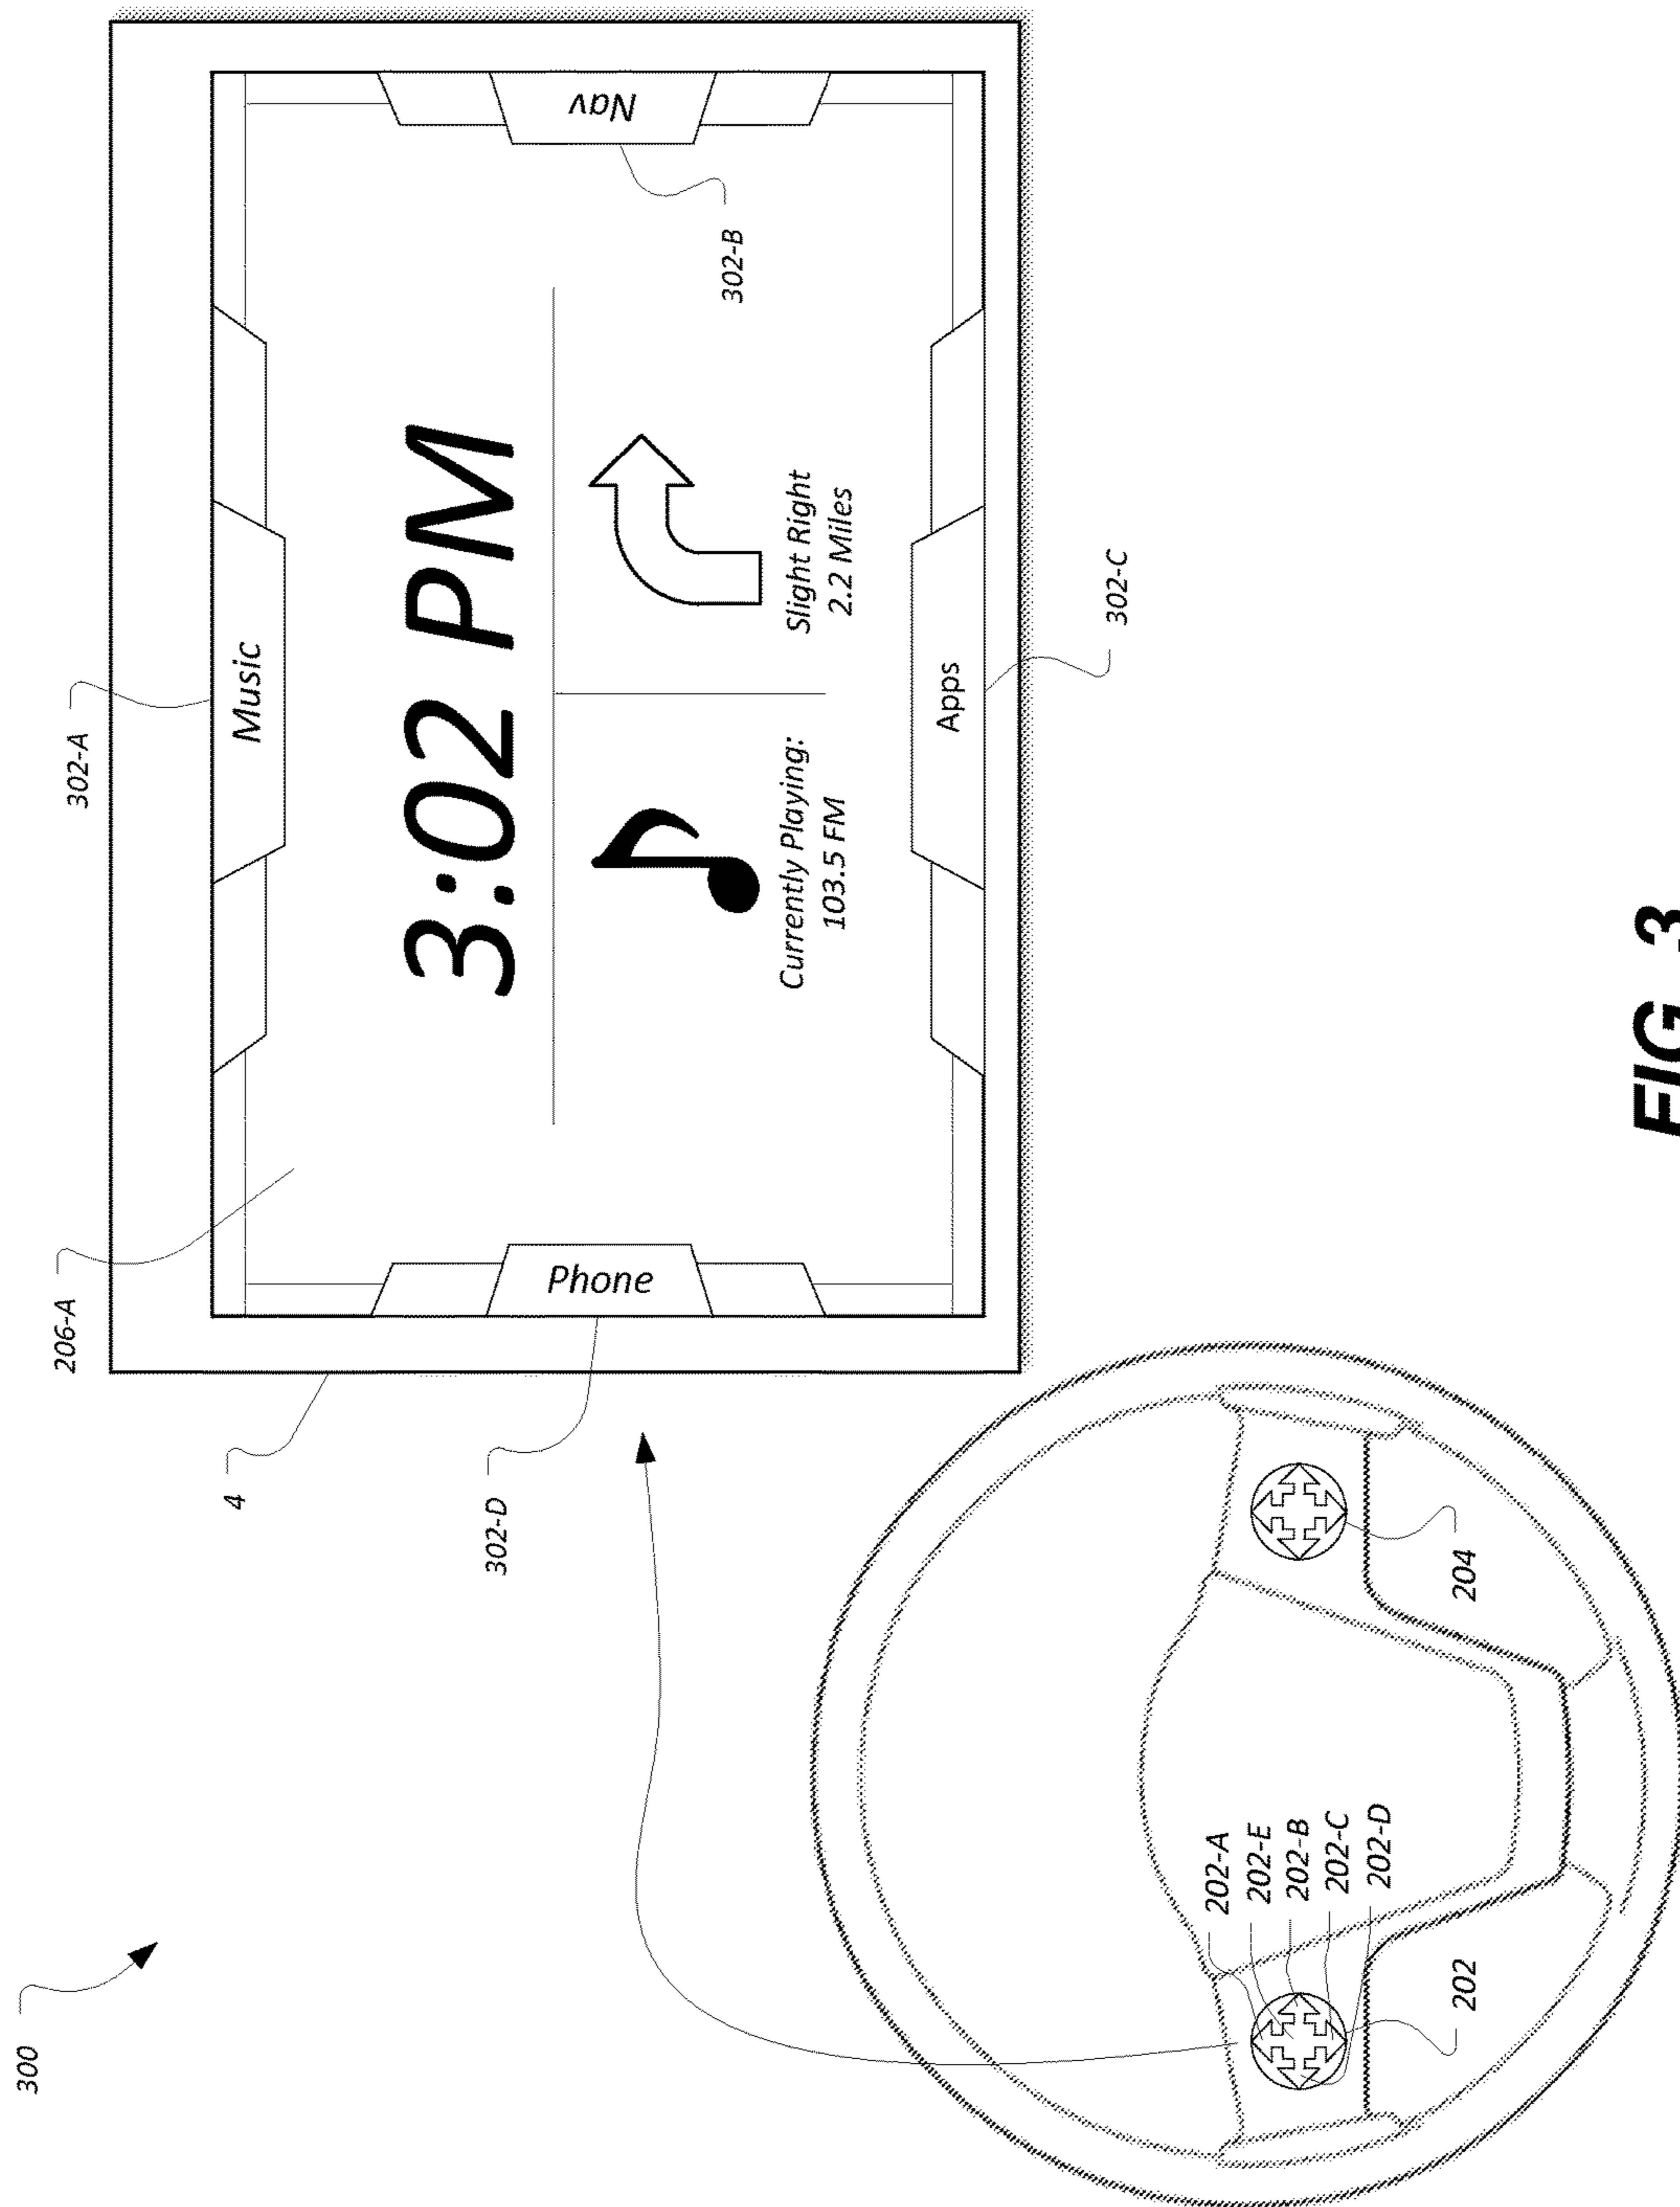 300
206-A
302-A
4
Music
3:02 PM
Phone
Nav
Currently Playing:
103.5 FM
Slight Right
2.2 Miles
302-D
302-B
Apps
302-C
202-A
202-E
202-B
202-C
202-D
202
204
FIG. 3